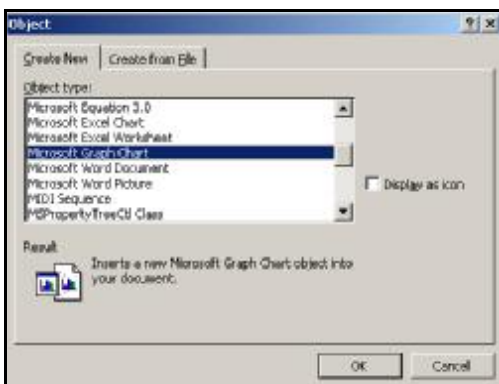 Object
Create New
Create from File
Object type:
Microsoft Equation 3.0
Microsoft Excel Chart
Microsoft Excel Worksheet
Microsoft Graph Chart
Microsoft Word Document
Microsoft Word Picture
MIDI Sequence
MSPropertyTreeCtl Class
Display as icon
Result
Inserts a new Microsoft Graph Chart object into
your document.
OK
Cancel